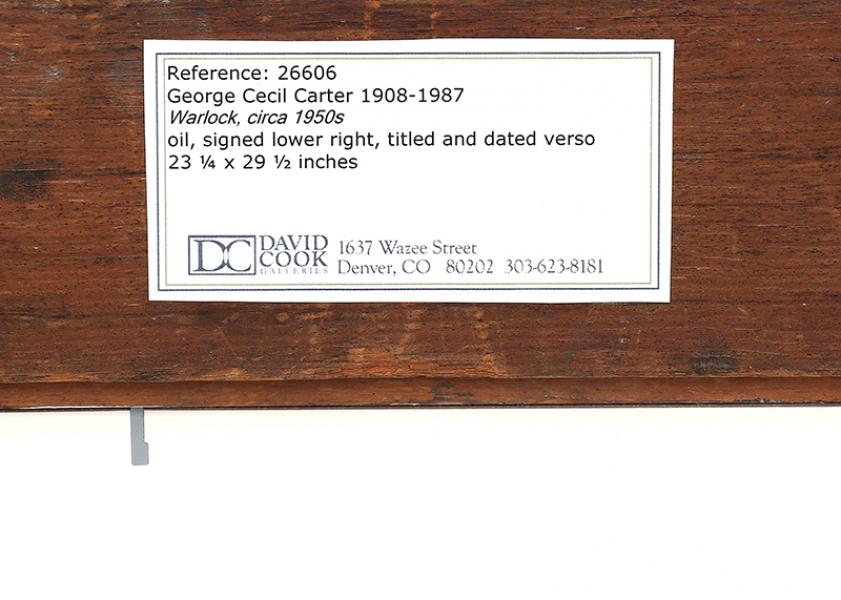 Reference: 26606
George Cecil Carter 1908-1987
Warlock, circa 1950s
oil, signed lower right, titled and dated verso
23 ¼ x 29 ½ inches
DC DAVID COOK GALLERIES
1637 Wazee Street
Denver, CO 80202 303-623-8181